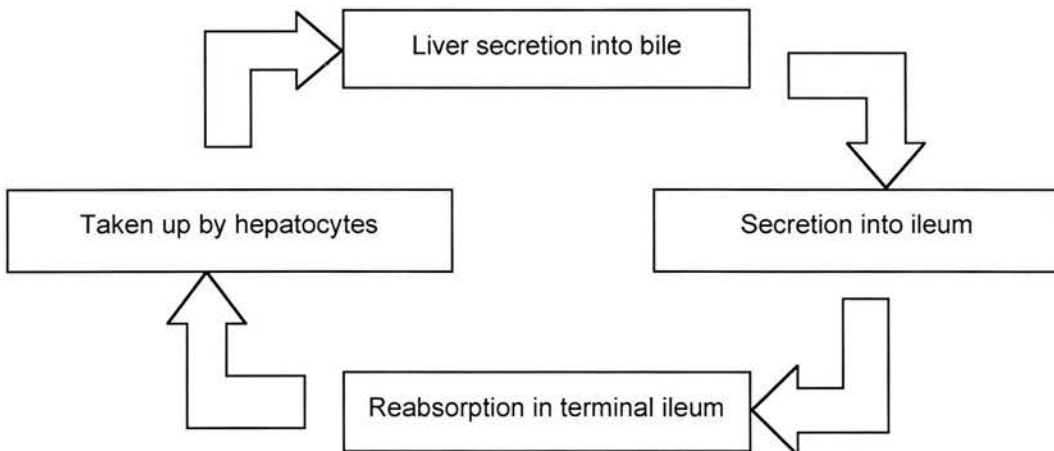 Liver secretion into bile
Taken up by hepatocytes
Secretion into ileum
Reabsorption in terminal ileum